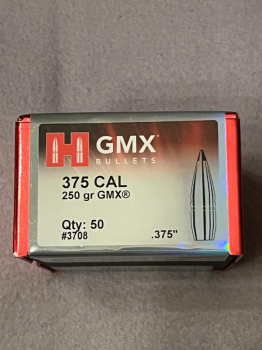 H GMX
BULLETS
375 CAL
250 gr GMX®
Qty: 50
#3708 .375"